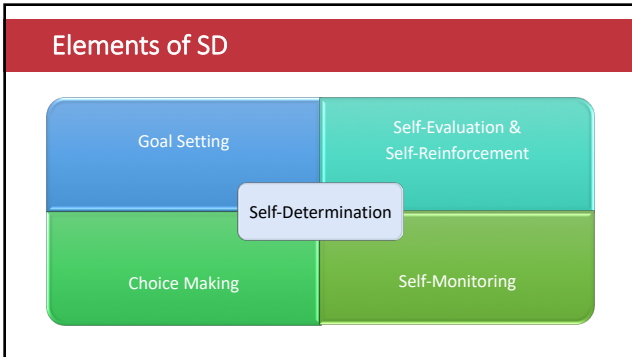 Elements of SD
Goal Setting
Self-Evaluation &
Self-Reinforcement
Self-Determination
Choice Making
Self-Monitoring